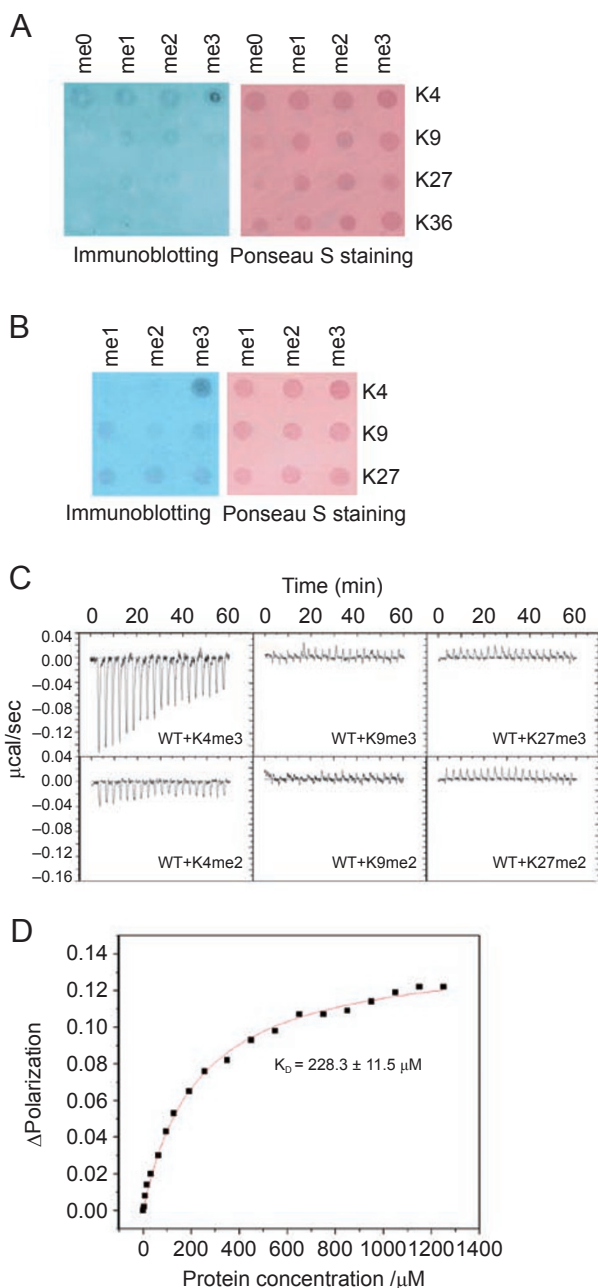 A
me0 me1 me2 me3 me0 me1 me2 me3
K4
K9
K27
K36
Immunoblotting Ponseau S staining
B
me1 me2 me3 me1 me2 me3
K4
K9
K27
Immunoblotting Ponseau S staining
C
Time (min)
0 20 40 60 0 20 40 60 0 20 40 60
μcal/sec
0.04
0.00
–0.04
–0.08
–0.12
WT+K4me3 WT+K9me3 WT+K27me3
0.04
0.00
–0.04
–0.08
–0.12
–0.16
WT+K4me2 WT+K9me2 WT+K27me2
D
ΔPolarization
0.14
0.12
0.10
0.08
0.06
0.04
0.02
0.00
K_D = 228.3 ± 11.5 μM
0 200 400 600 800 1000 1200 1400
Protein concentration /μM